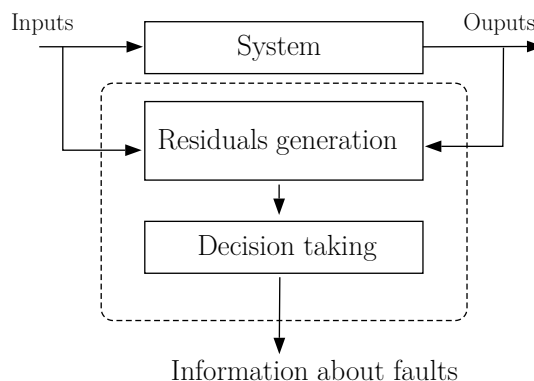 Inputs
Ouputs
System
Residuals generation
Decision taking
Information about faults